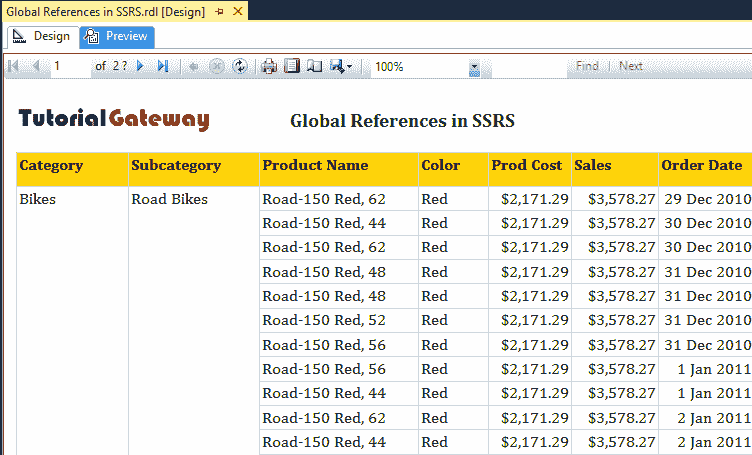 Global References in SSRS.rdl [Design]
Design Preview
1 of 2 ? 100% Find | Next
TutorialGateway
Global References in SSRS
Category Subcategory Product Name Color Prod Cost Sales Order Date
Bikes Road Bikes Road-150 Red, 62 Red $2,171.29 $3,578.27 29 Dec 2010
Road-150 Red, 44 Red $2,171.29 $3,578.27 30 Dec 2010
Road-150 Red, 62 Red $2,171.29 $3,578.27 30 Dec 2010
Road-150 Red, 48 Red $2,171.29 $3,578.27 31 Dec 2010
Road-150 Red, 48 Red $2,171.29 $3,578.27 31 Dec 2010
Road-150 Red, 52 Red $2,171.29 $3,578.27 31 Dec 2010
Road-150 Red, 56 Red $2,171.29 $3,578.27 31 Dec 2010
Road-150 Red, 56 Red $2,171.29 $3,578.27 1 Jan 2011
Road-150 Red, 44 Red $2,171.29 $3,578.27 1 Jan 2011
Road-150 Red, 62 Red $2,171.29 $3,578.27 2 Jan 2011
Road-150 Red, 44 Red $2,171.29 $3,578.27 2 Jan 2011